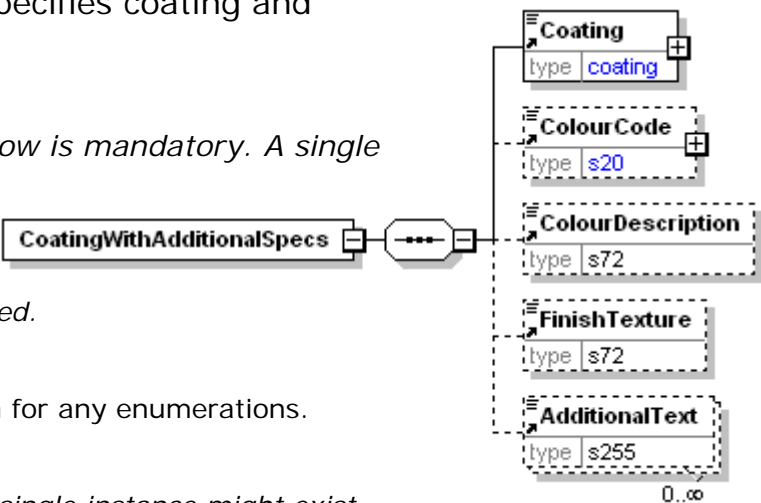 pecifies coating and
Coating
type coating
ow is mandatory. A single
ColourCode
type s20
CoatingWithAdditionalSpecs
ColourDescription
type s72
ed.
FinishTexture
type s72
for any enumerations.
AdditionalText
type s255
0..∞
single instance might exist